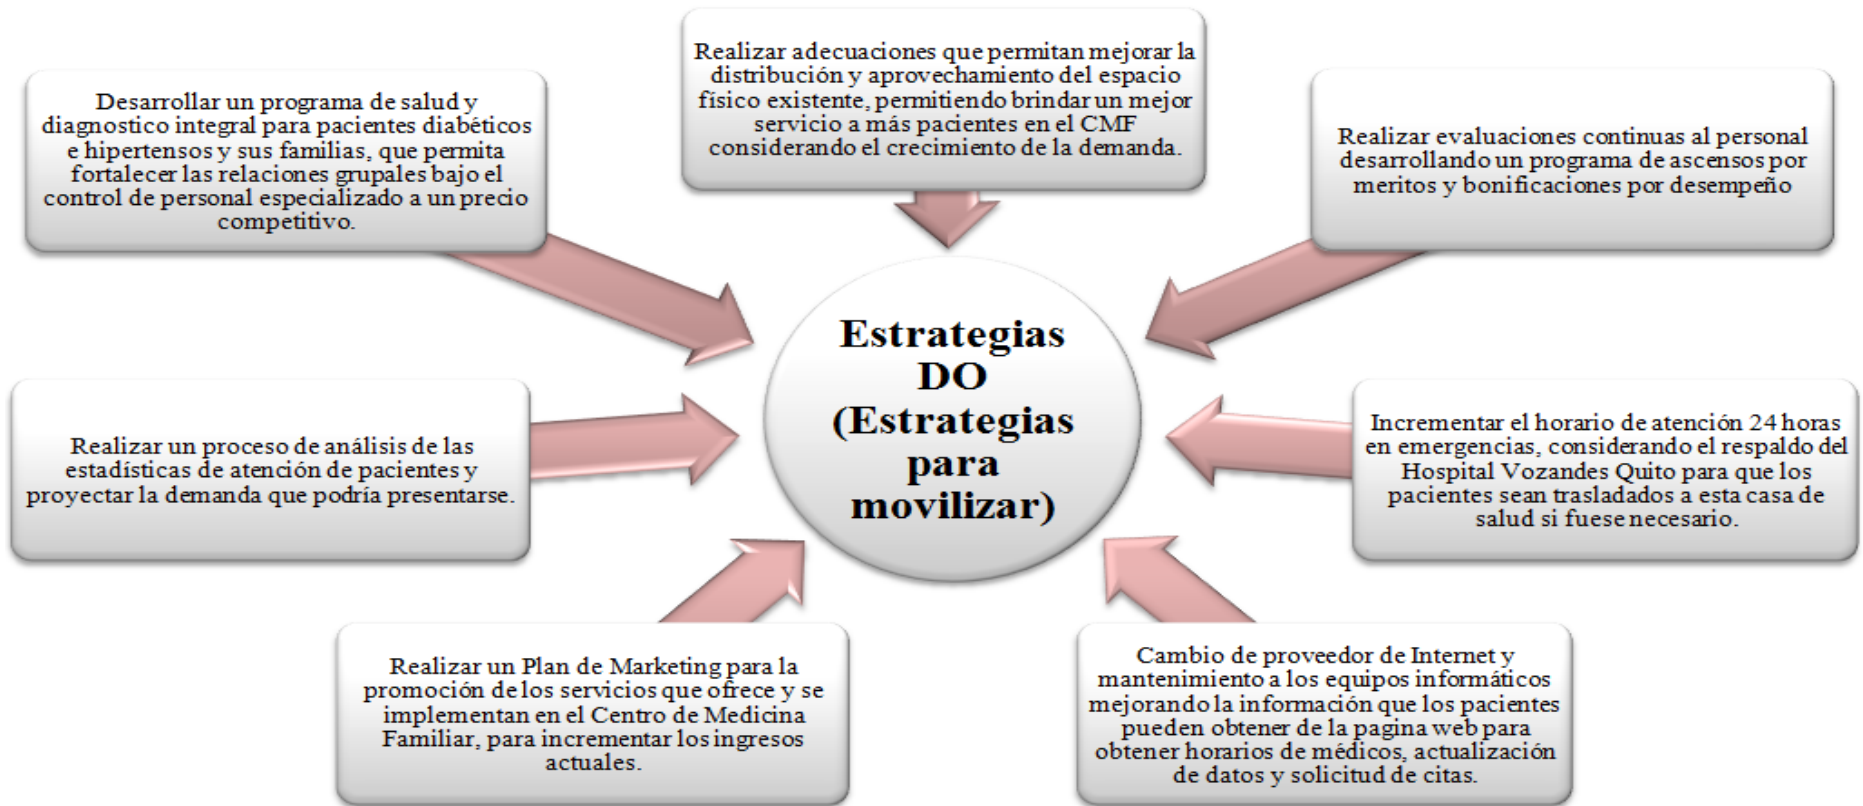 Realizar adecuaciones que permitan mejorar la
distribución y aprovechamiento del espacio
físico existente, permitiendo brindar un mejor
servicio a más pacientes en el CMF
considerando el crecimiento de la demanda.
Desarrollar un programa de salud y
diagnostico integral para pacientes diabéticos
e hipertensos y sus familias, que permita
fortalecer las relaciones grupales bajo el
control de personal especializado a un precio
competitivo.
Realizar evaluaciones continuas al personal
desarrollando un programa de ascensos por
meritos y bonificaciones por desempeño
Estrategias
DO
(Estrategias
para
movilizar)
Realizar un proceso de análisis de las
estadísticas de atención de pacientes y
proyectar la demanda que podría presentarse.
Incrementar el horario de atención 24 horas
en emergencias, considerando el respaldo del
Hospital Vozandes Quito para que los
pacientes sean trasladados a esta casa de
salud si fuese necesario.
Realizar un Plan de Marketing para la
promoción de los servicios que ofrece y se
implementan en el Centro de Medicina
Familiar, para incrementar los ingresos
actuales.
Cambio de proveedor de Internet y
mantenimiento a los equipos informáticos
mejorando la información que los pacientes
pueden obtener de la pagina web para
obtener horarios de médicos, actualización
de datos y solicitud de citas.